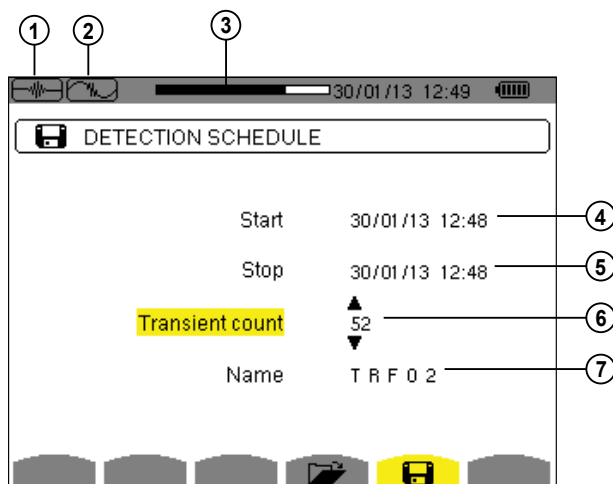 1 2 3
30/01/13 12:49
DETECTION SCHEDULE
Start 30/01/13 12:48 4
Stop 30/01/13 12:48 5
Transient count 52 6
Name T R F 0 2 7